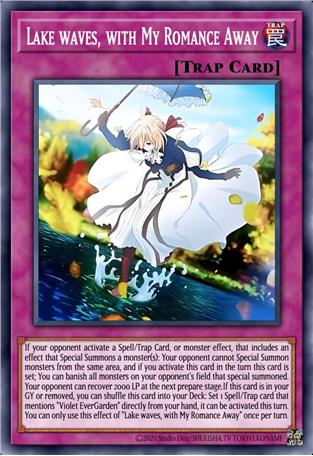 Lake waves, with My Romance Away
TRAP
罠
[Trap Card]
If your opponent activate a Spell/Trap Card, or monster effect, that includes an
effect that Special Summons a monster(s): Your opponent cannot Special Summon
monsters from the same area, and if you activate this card in the turn this card is
set; You can banish all monsters on your opponent's field that special summoned.
Your opponent can recover 2000 LP at the next prepare stage.If this card is in your
GY or removed, you can shuffle this card into your Deck: Set 1 Spell/Trap card that
mentions "Violet EverGarden" directly from your hand, it can be activated this turn.
You can only use this effect of "Lake waves, with My Romance Away" once per turn.
©2020 Studio Dice/SHUEISHA,TV TOKYO,KONAMI